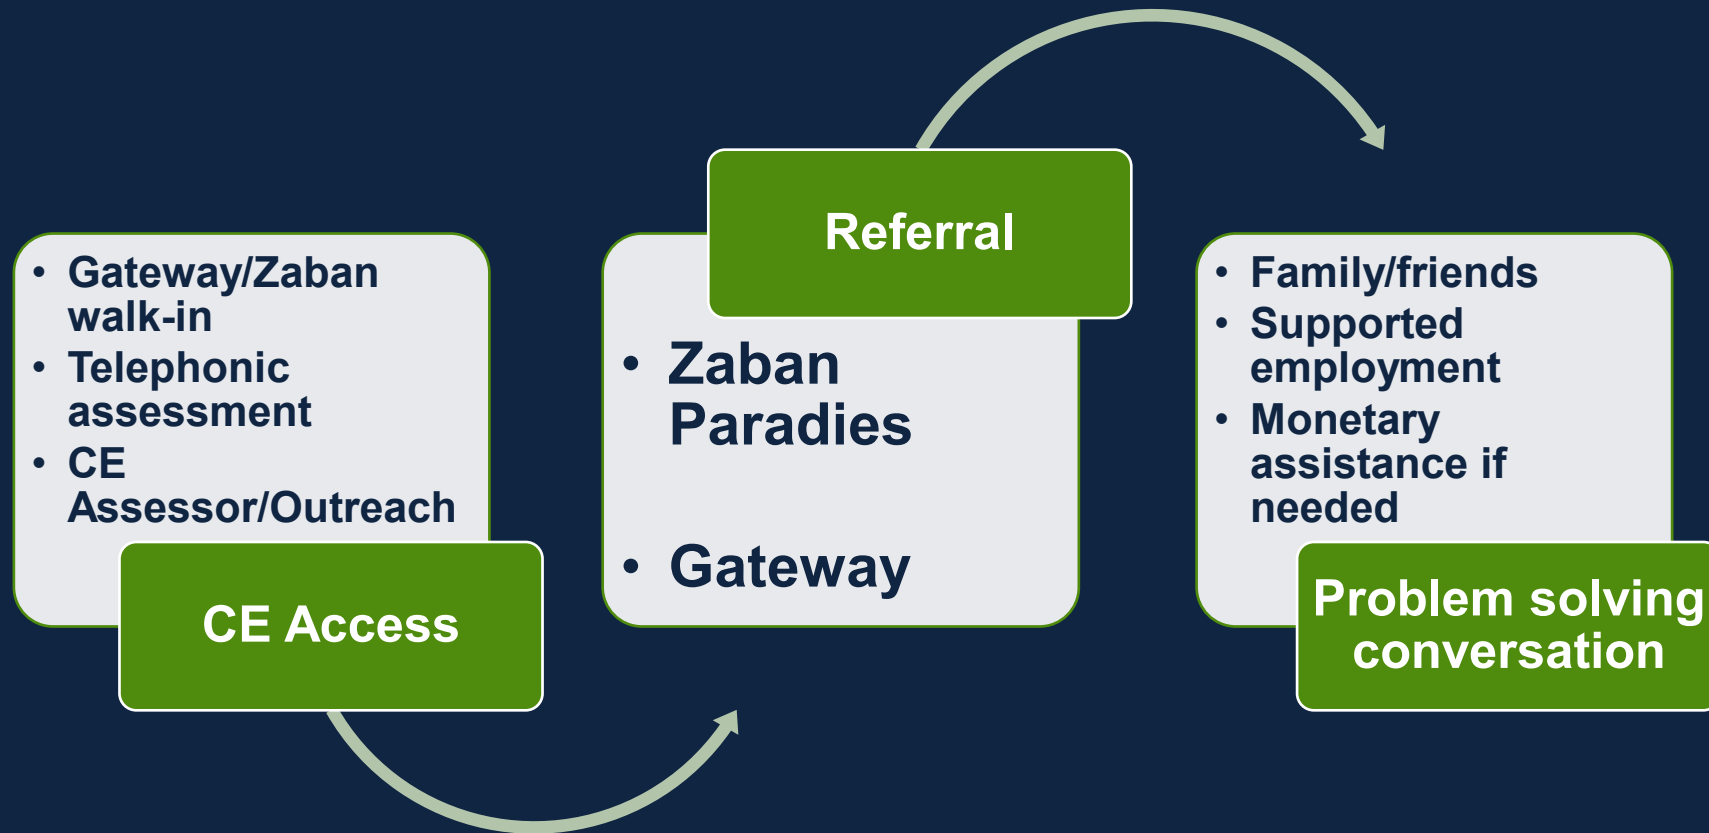 • Gateway/Zaban
walk-in
• Telephonic
assessment
• CE
Assessor/Outreach
CE Access
Referral
• Zaban
Paradies
• Gateway
• Family/friends
• Supported
employment
• Monetary
assistance if
needed
Problem solving
conversation